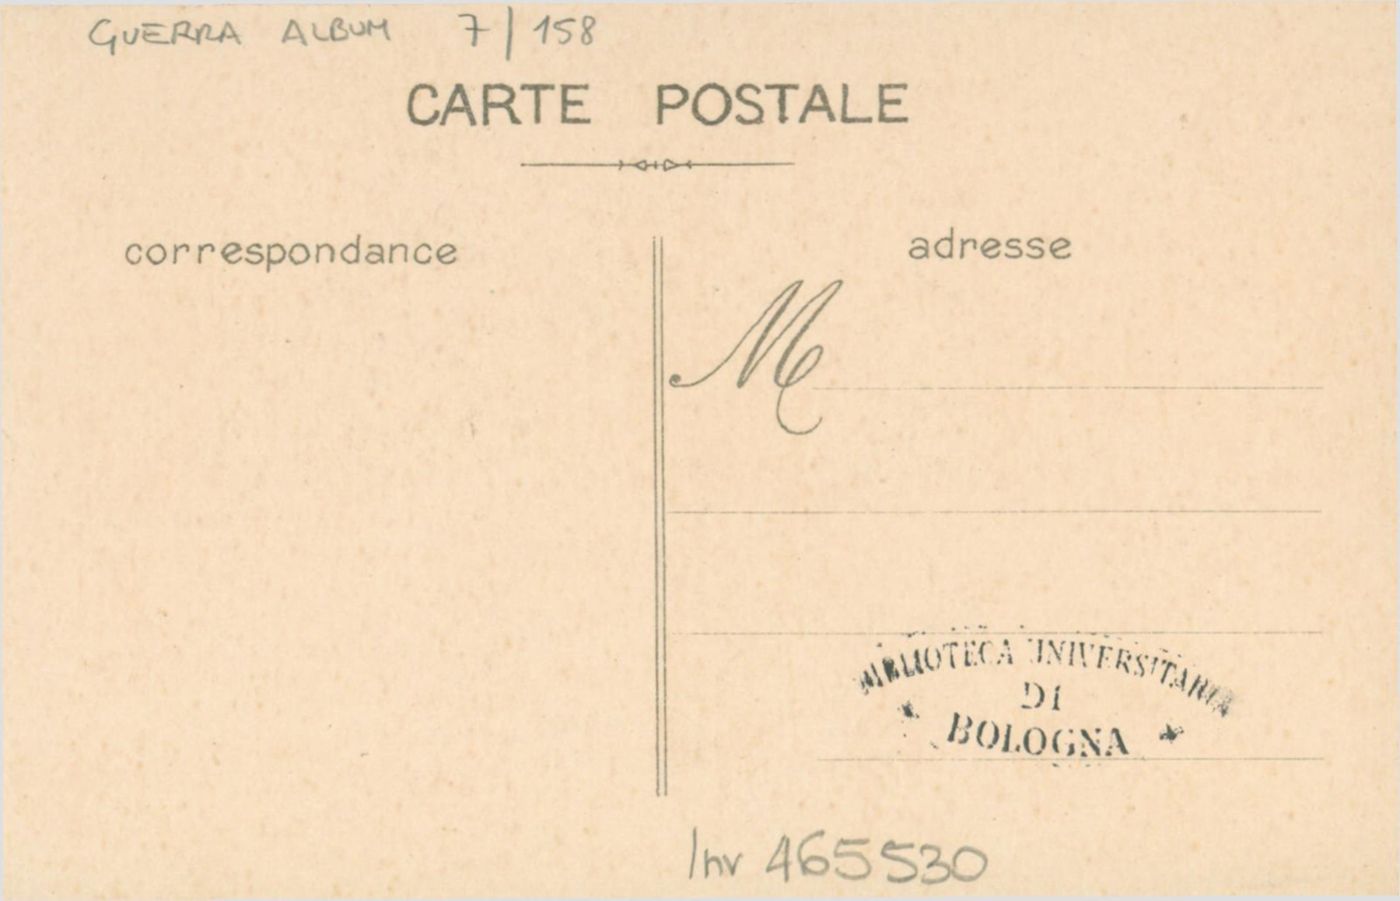 GUERRA ALBUM 7/158
CARTE POSTALE
correspondance
adresse
M
BIBLIOTECA UNIVERSITARIA
DI
BOLOGNA
Inv 465530